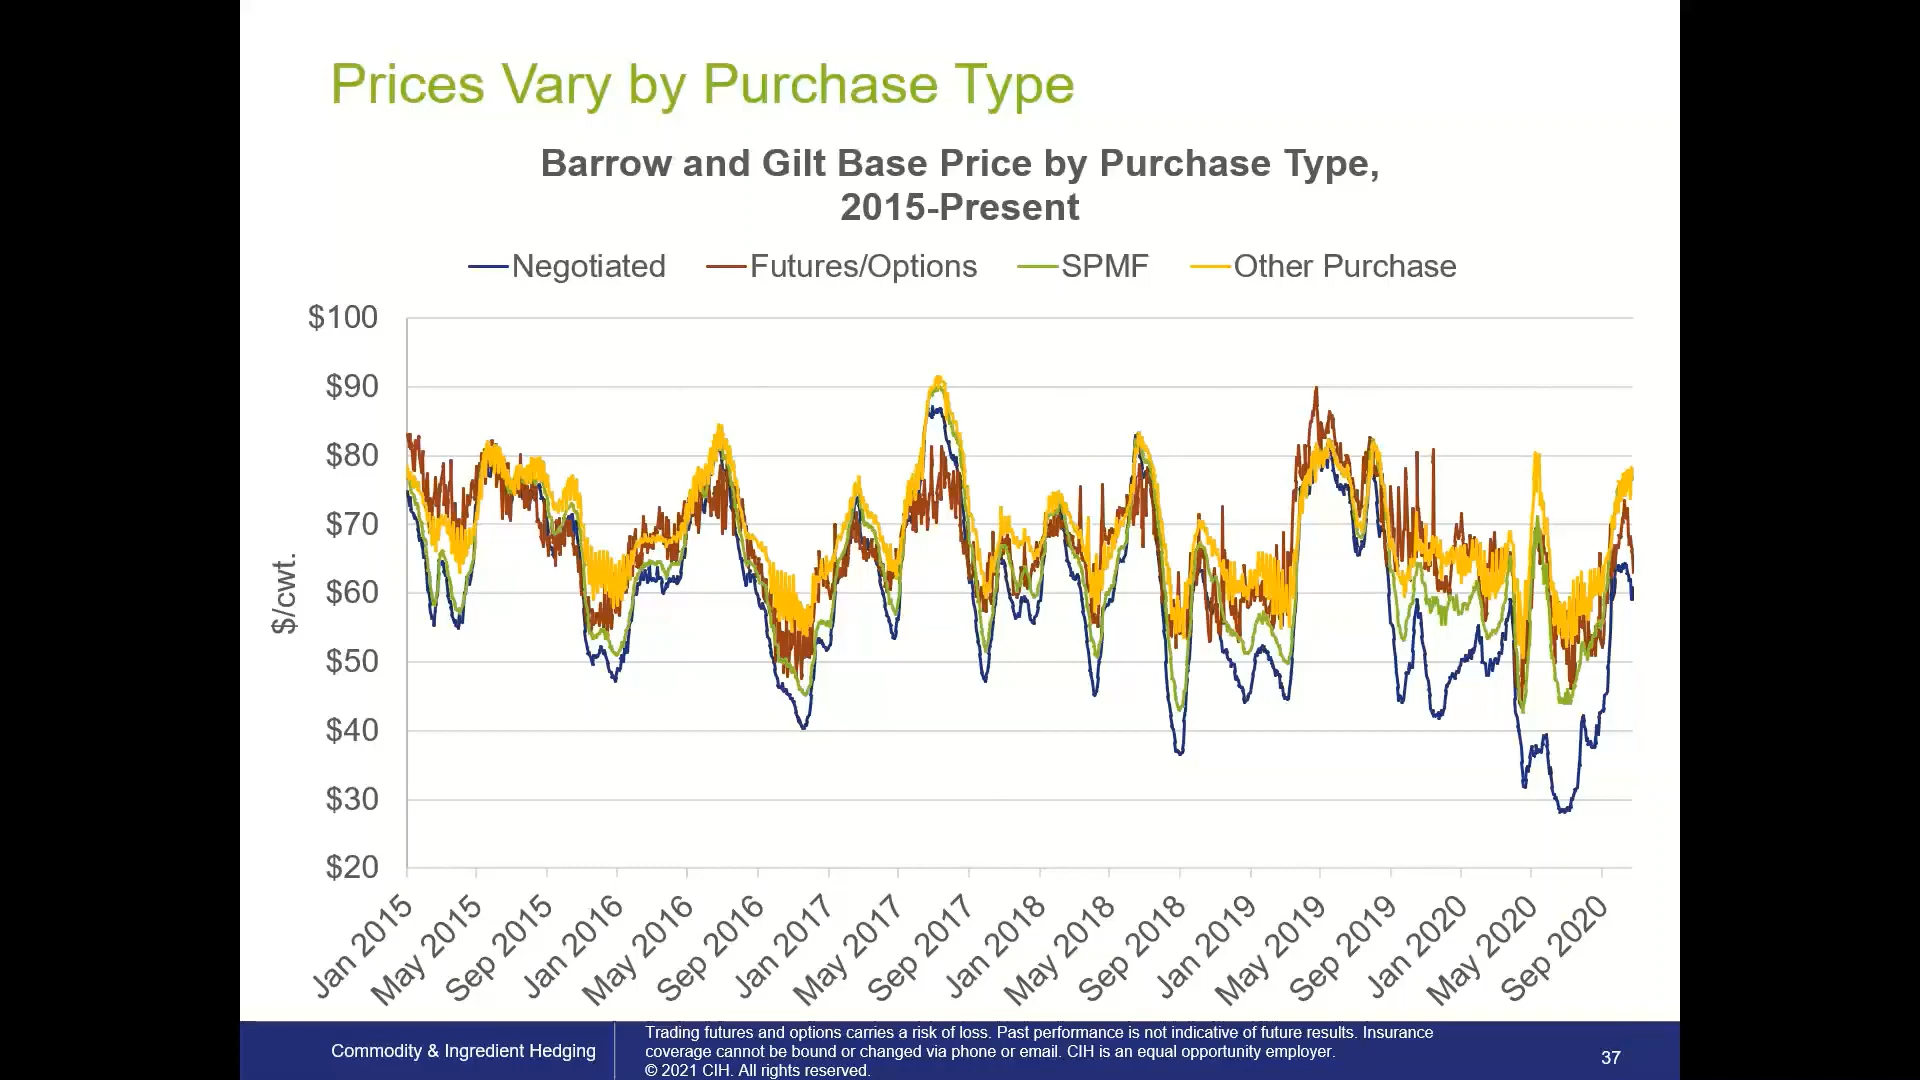 Prices Vary by Purchase Type
Barrow and Gilt Base Price by Purchase Type,
2015-Present
Negotiated Futures/Options SPMF Other Purchase
$100
$90
$80
$70
$60
$50
$40
$30
$20
$/cwt.
Jan 2015 May 2015 Sep 2015 Jan 2016 May 2016 Sep 2016 Jan 2017 May 2017 Sep 2017 Jan 2018 May 2018 Sep 2018 Jan 2019 May 2019 Sep 2019 Jan 2020 May 2020 Sep 2020
Commodity & Ingredient Hedging
Trading futures and options carries a risk of loss. Past performance is not indicative of future results. Insurance
coverage cannot be bound or changed via phone or email. CIH is an equal opportunity employer.
© 2021 CIH. All rights reserved.
37